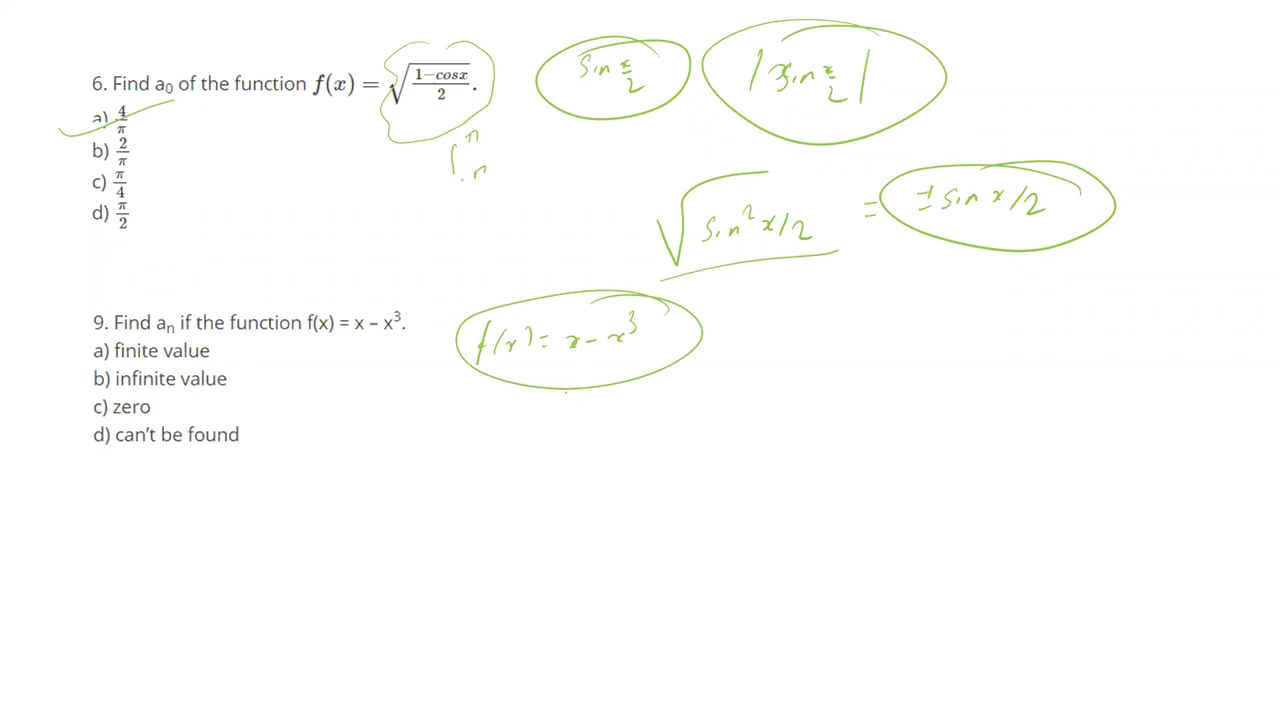 6. Find a₀ of the function f(x) = √((1−cosx)/2).
sin x/2
|sin x/2|
a) 4/π
b) 2/π
c) π/4
d) π/2
∫ π -π
√(sin² x/2) = ± sin x/2
9. Find aₙ if the function f(x) = x – x³.
f(x) = x − x³
a) finite value
b) infinite value
c) zero
d) can’t be found